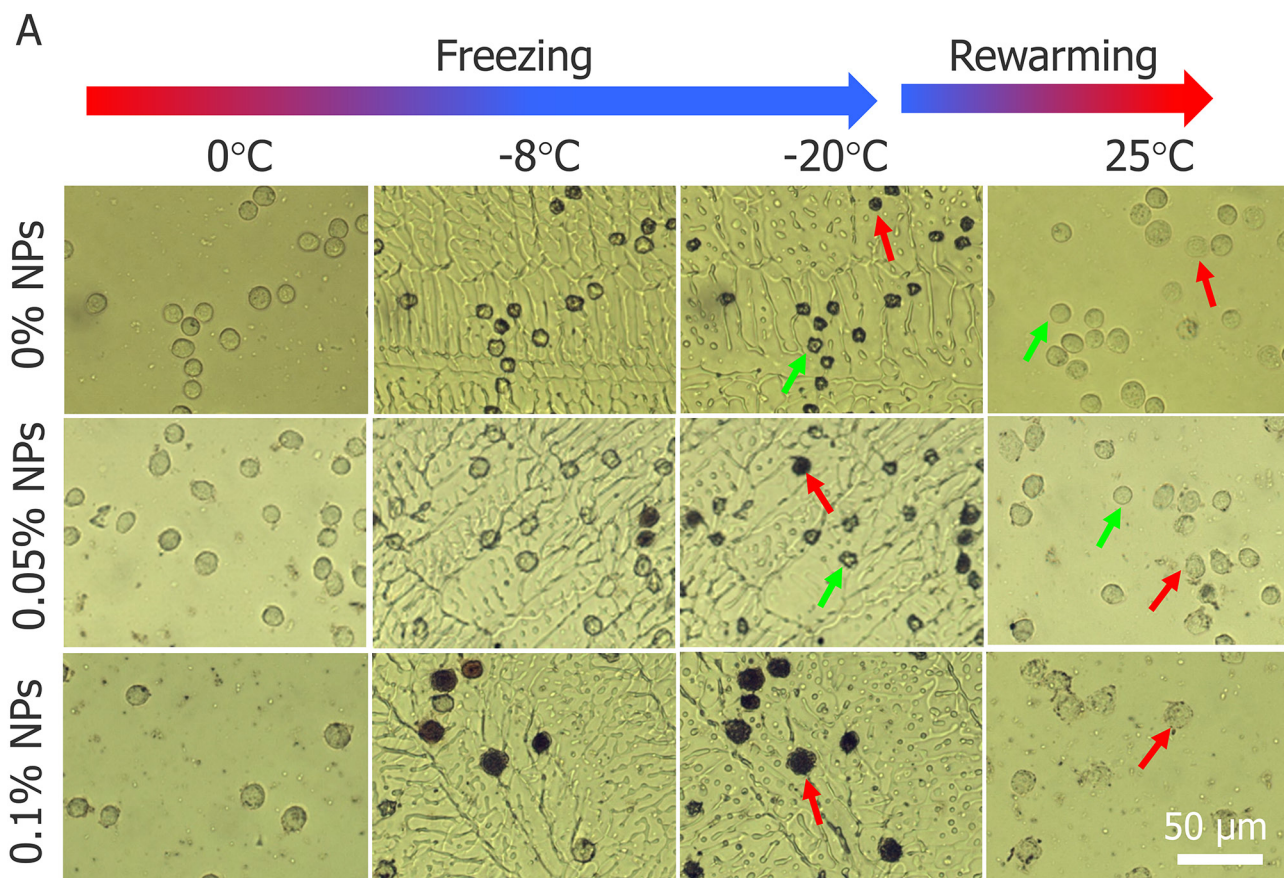 A
Freezing
Rewarming
0°C
-8°C
-20°C
25°C
0% NPs
0.05% NPs
0.1% NPs
50 µm